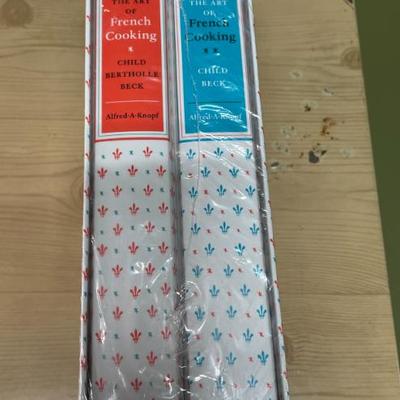 THE ART OF
French
Cooking
*
CHILD
BERTHOLLE
BECK
Alfred·A·Knopf
THE ART OF
French
Cooking
* *
CHILD
BECK
Alfred·A·Knopf